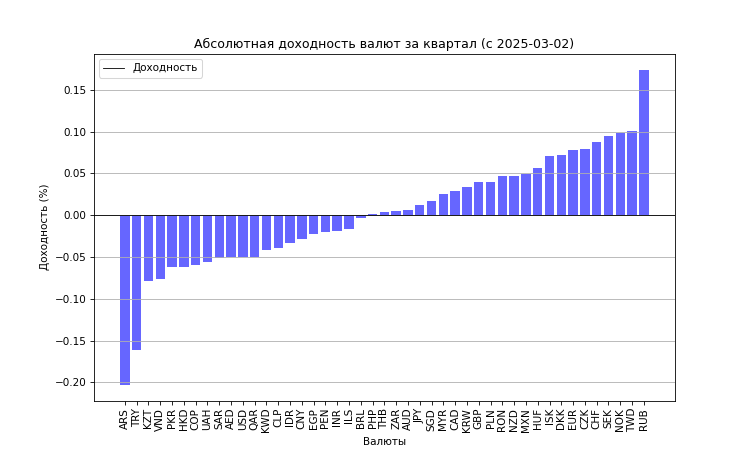 Абсолютная доходность валют за квартал (с 2025-03-02)
Доходность
0.15
0.10
0.05
0.00
−0.05
−0.10
−0.15
−0.20
Доходность (%)
ARS TRY KZT VND PKR HKD COP UAH SAR AED USD QAR KWD CLP IDR CNY EGP PEN INR ILS BRL PHP THB ZAR AUD JPY SGD MYR CAD KRW GBP PLN RON NZD MXN HUF ISK DKK EUR CZK CHF SEK NOK TWD RUB
Валюты